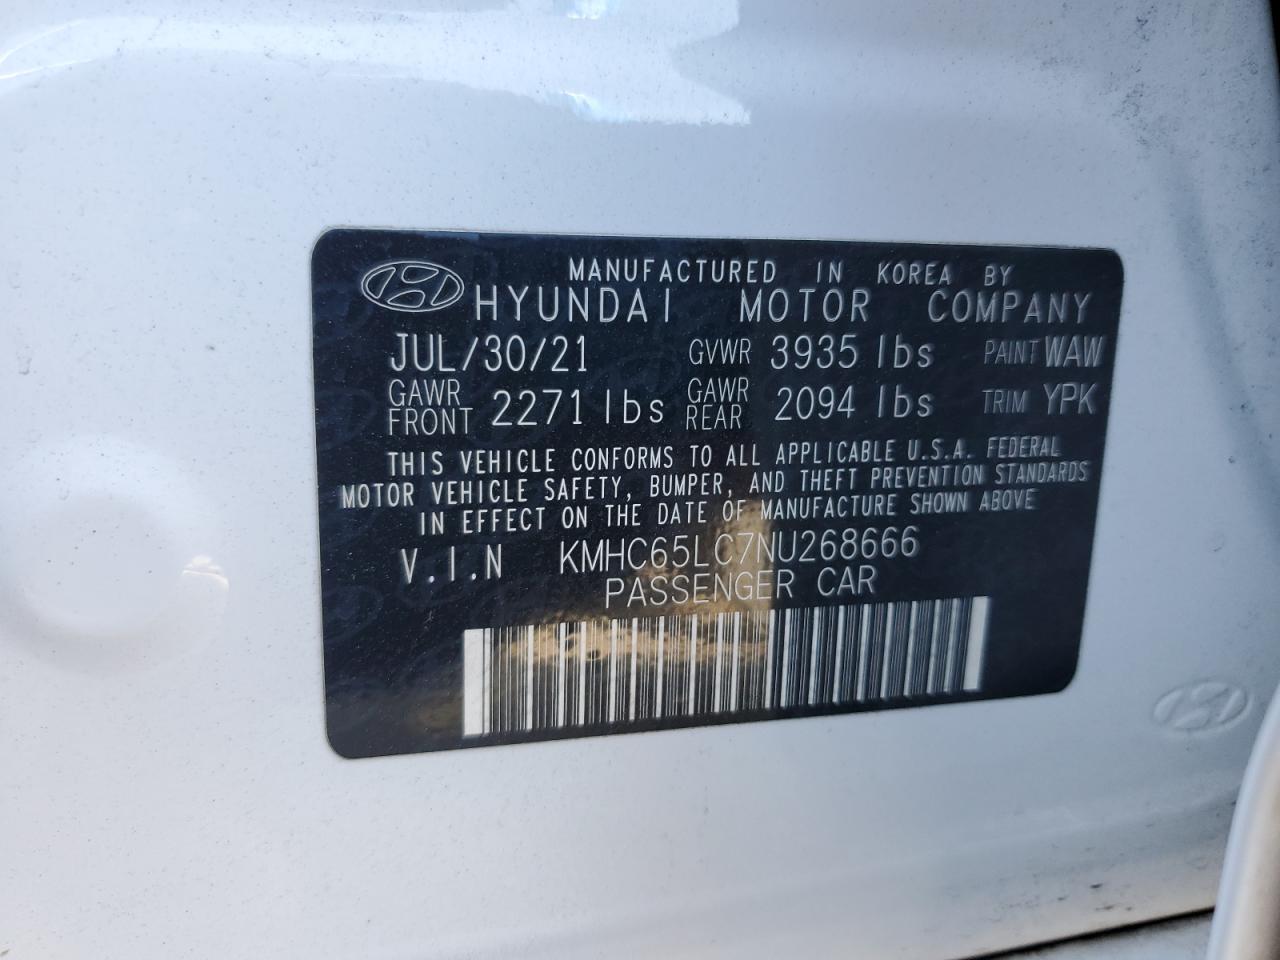 MANUFACTURED IN KOREA BY
HYUNDAI MOTOR COMPANY
JUL/30/21 GVWR 3935 lbs PAINT WAW
GAWR FRONT 2271 lbs GAWR REAR 2094 lbs TRIM YPK
THIS VEHICLE CONFORMS TO ALL APPLICABLE U.S.A. FEDERAL
MOTOR VEHICLE SAFETY, BUMPER, AND THEFT PREVENTION STANDARDS
IN EFFECT ON THE DATE OF MANUFACTURE SHOWN ABOVE
V.I.N KMHC65LC7NU268666
PASSENGER CAR